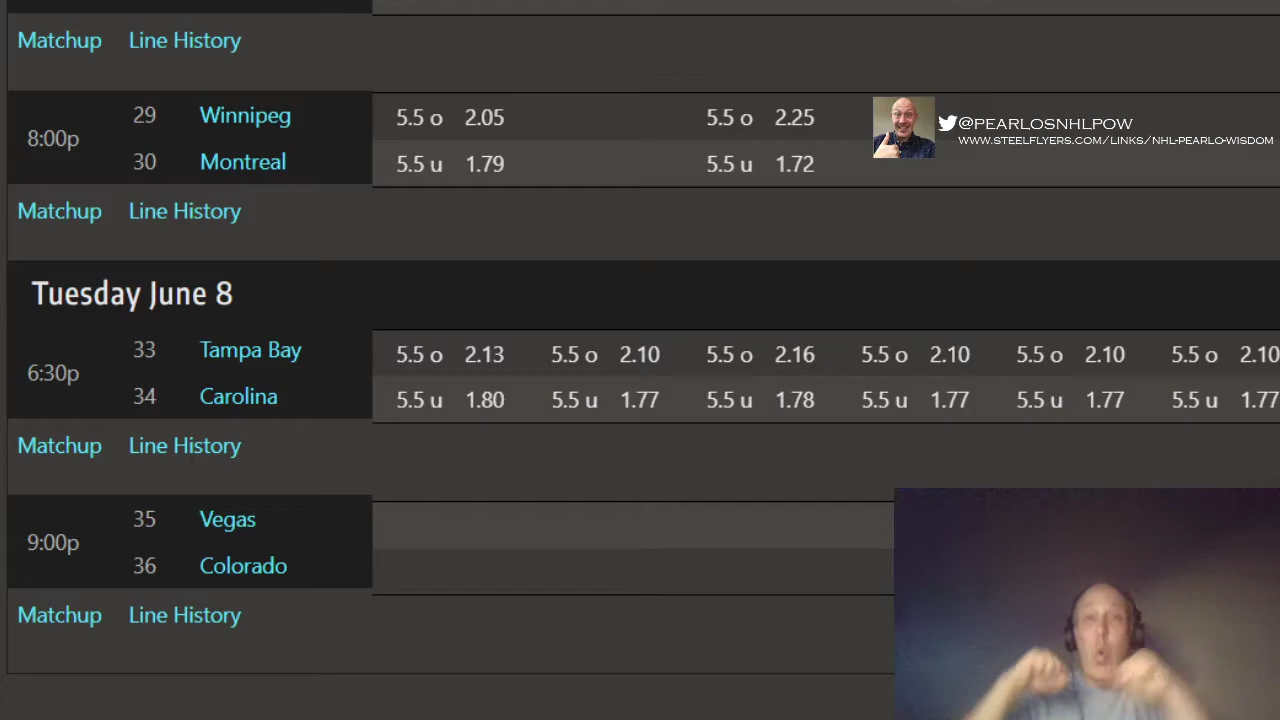 Matchup Line History
8:00p
29 Winnipeg 5.5 o 2.05 5.5 o 2.25
30 Montreal 5.5 u 1.79 5.5 u 1.72
@PEARLOSNHLPOW
WWW.STEELFLYERS.COM/LINKS/NHL-PEARLO-WISDOM
Matchup Line History
Tuesday June 8
6:30p
33 Tampa Bay 5.5 o 2.13 5.5 o 2.10 5.5 o 2.16 5.5 o 2.10 5.5 o 2.10 5.5 o 2.10
34 Carolina 5.5 u 1.80 5.5 u 1.77 5.5 u 1.78 5.5 u 1.77 5.5 u 1.77 5.5 u 1.77
Matchup Line History
9:00p
35 Vegas
36 Colorado
Matchup Line History